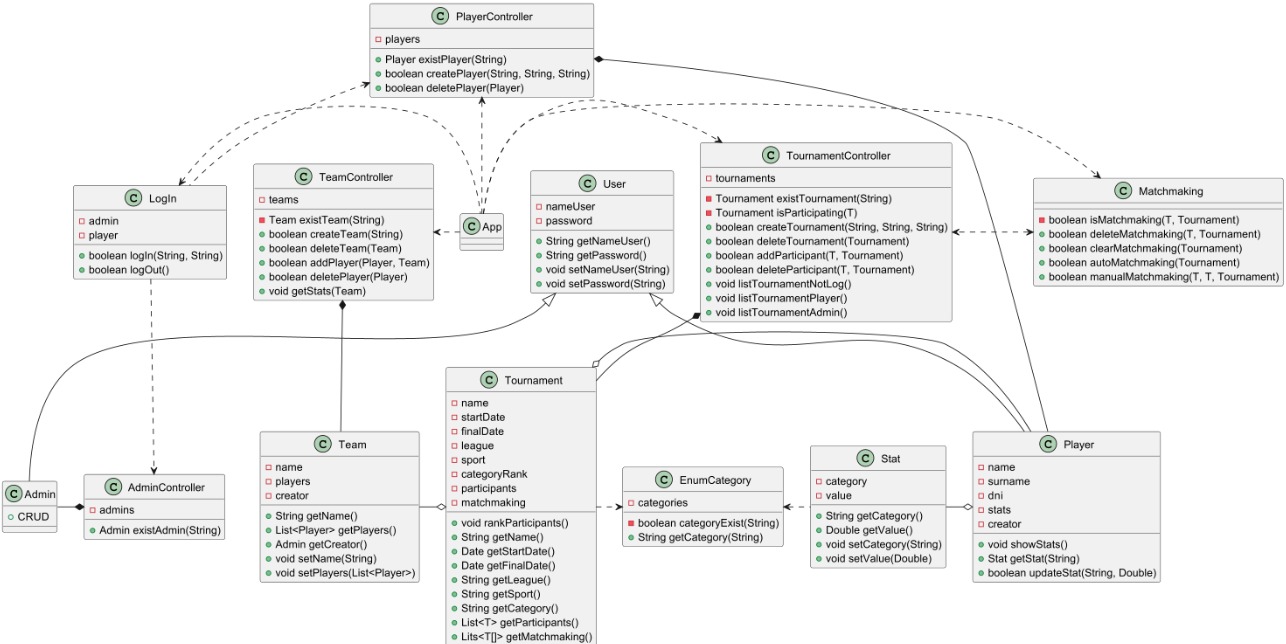 C PlayerController
players
Player existPlayer(String)
boolean createPlayer(String, String, String)
boolean deletePlayer(Player)
C LogIn
admin
player
boolean logIn(String, String)
boolean logOut()
C TeamController
teams
Team existTeam(String)
boolean createTeam(String)
boolean deleteTeam(Team)
boolean addPlayer(Player, Team)
boolean deletePlayer(Player)
void getStats(Team)
C App
C User
nameUser
password
String getNameUser()
String getPassword()
void setNameUser(String)
void setPassword(String)
C TournamentController
tournaments
Tournament existTournament(String)
Tournament isParticipating(T)
boolean createTournament(String, String, String)
boolean deleteTournament(Tournament)
boolean addParticipant(T, Tournament)
boolean deleteParticipant(T, Tournament)
void listTournamentNotLog()
void listTournamentPlayer()
void listTournamentAdmin()
C Matchmaking
boolean isMatchmaking(T, Tournament)
boolean deleteMatchmaking(T, Tournament)
boolean clearMatchmaking(Tournament)
boolean autoMatchmaking(Tournament)
boolean manualMatchmaking(T, T, Tournament)
C Admin
CRUD
C AdminController
admins
Admin existAdmin(String)
C Team
name
players
creator
String getName()
List<Player> getPlayers()
Admin getCreator()
void setName(String)
void setPlayers(List<Player>)
C Tournament
name
startDate
finalDate
league
sport
categoryRank
participants
matchmaking
void rankParticipants()
String getName()
Date getStartDate()
Date getFinalDate()
String getLeague()
String getSport()
String getCategory()
List<T> getParticipants()
Lits<T[]> getMatchmaking()
C EnumCategory
categories
boolean categoryExist(String)
String getCategory(String)
C Stat
category
value
String getCategory()
Double getValue()
void setCategory(String)
void setValue(Double)
C Player
name
surname
dni
stats
creator
void showStats()
Stat getStat(String)
boolean updateStat(String, Double)